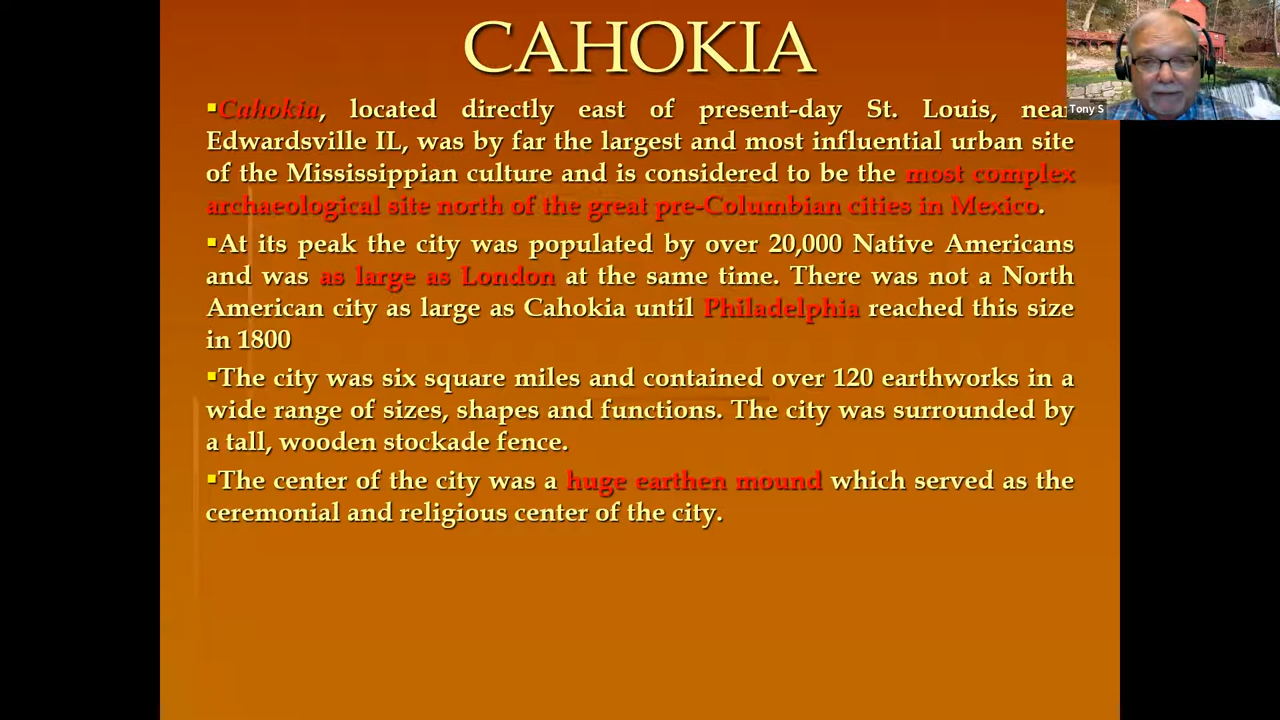 CAHOKIA
Cahokia, located directly east of present-day St. Louis, near
Edwardsville IL, was by far the largest and most influential urban site
of the Mississippian culture and is considered to be the most complex
archaeological site north of the great pre-Columbian cities in Mexico.
At its peak the city was populated by over 20,000 Native Americans
and was as large as London at the same time. There was not a North
American city as large as Cahokia until Philadelphia reached this size
in 1800
The city was six square miles and contained over 120 earthworks in a
wide range of sizes, shapes and functions. The city was surrounded by
a tall, wooden stockade fence.
The center of the city was a huge earthen mound which served as the
ceremonial and religious center of the city.
Tony S